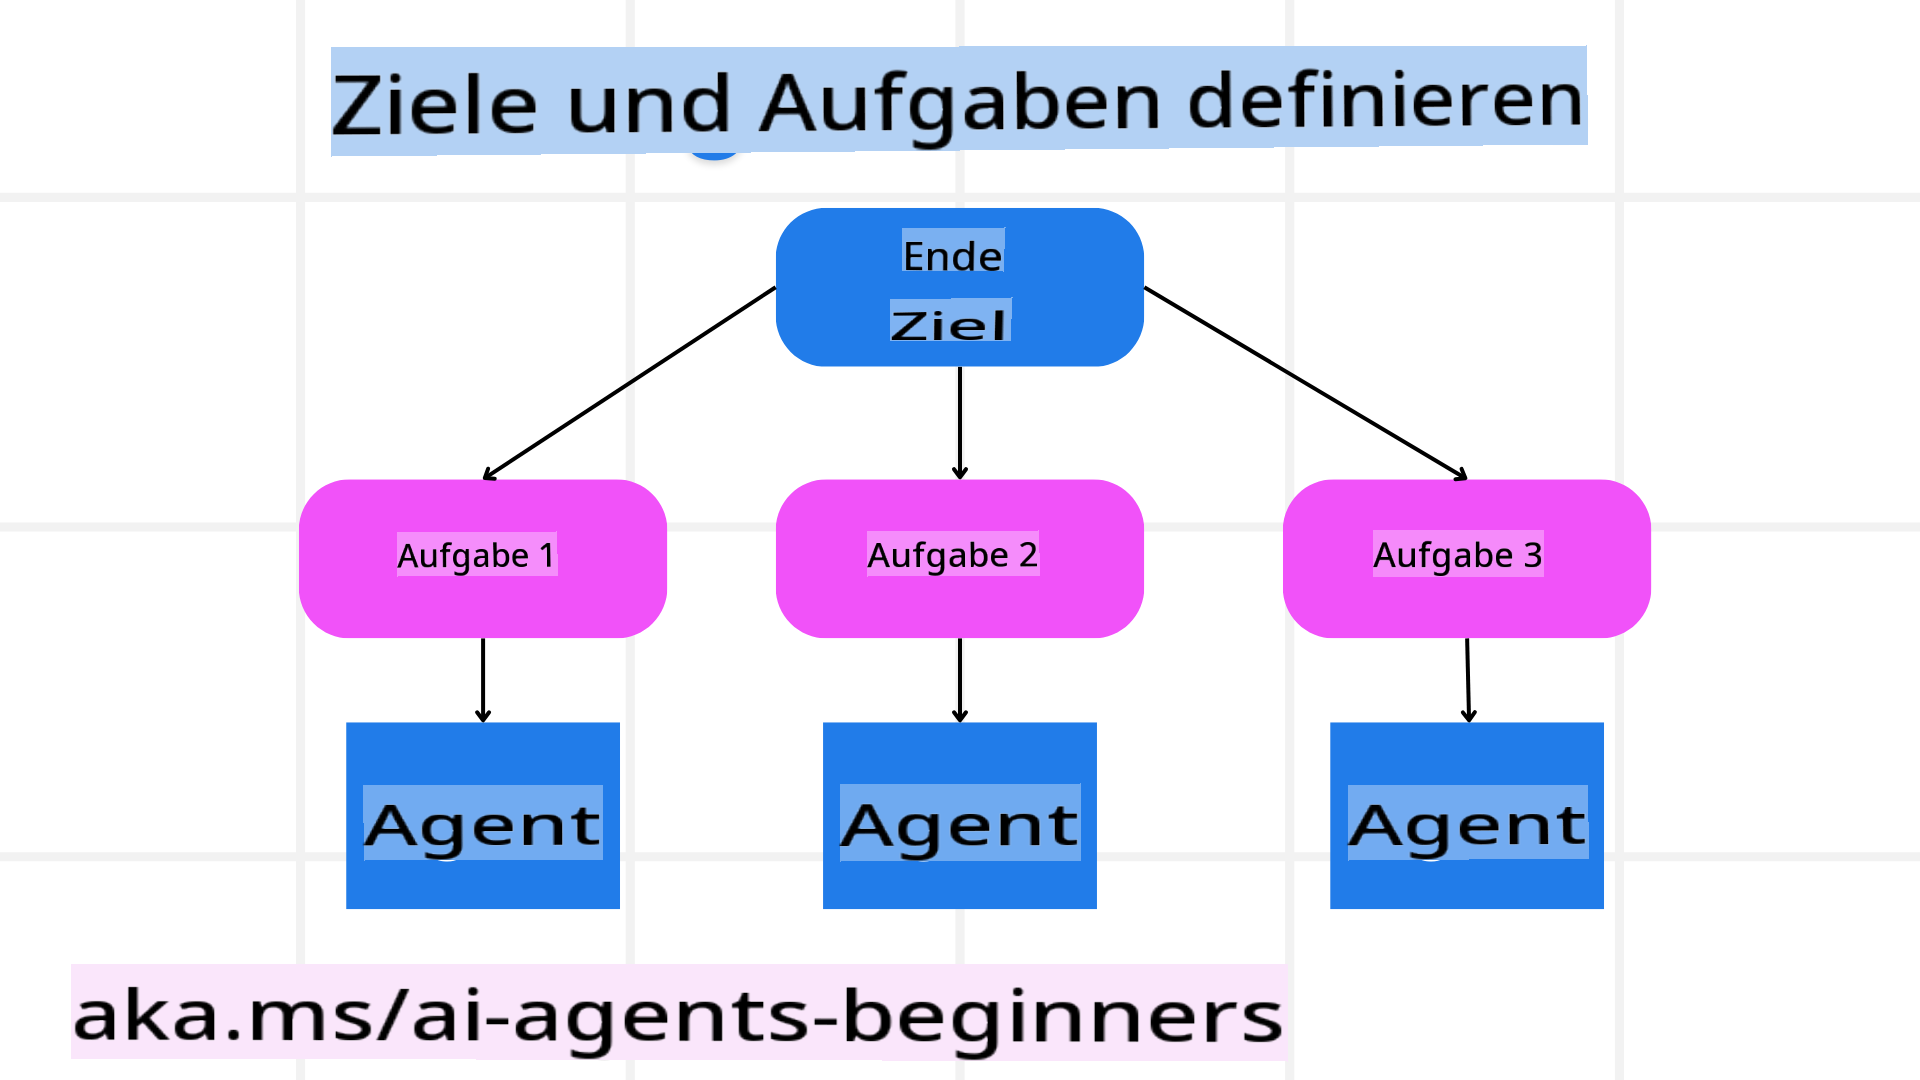 Ziele und Aufgaben definieren
Ende
Ziel
Aufgabe 1
Aufgabe 2
Aufgabe 3
Agent
Agent
Agent
aka.ms/ai-agents-beginners